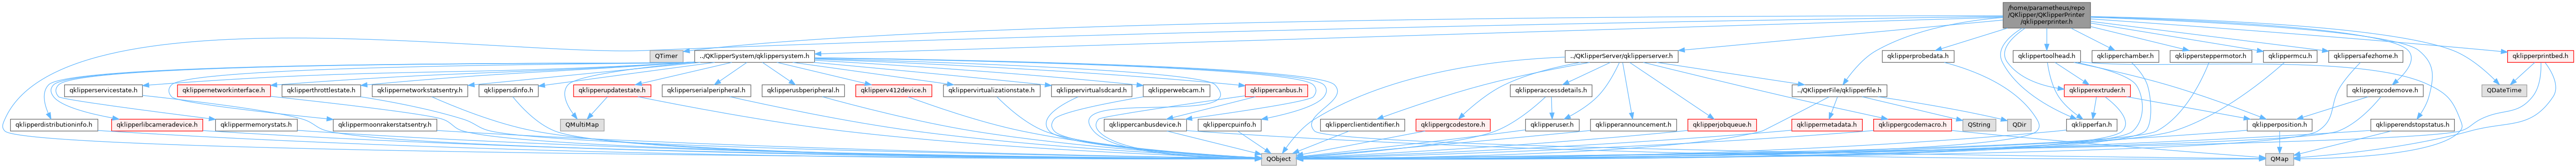 /home/parametheus/repo
/QKlipper/QKlipperPrinter
/qklipperprinter.h
QTimer
../QKlipperSystem/qklippersystem.h
../QKlipperServer/qklipperserver.h
qklipperprobedata.h
qklippertoolhead.h
qklipperchamber.h
qklippersteppermotor.h
qklippermcu.h
qklippersafezhome.h
qklipperprintbed.h
qklipperservicestate.h
qklippernetworkinterface.h
qklipperthrottlestate.h
qklippernetworkstatsentry.h
qklippersdinfo.h
qklipperupdatestate.h
qklipperserialperipheral.h
qklipperusbperipheral.h
qklipperv412device.h
qklippervirtualizationstate.h
qklippervirtualsdcard.h
qklipperwebcam.h
qklippercanbus.h
qklipperaccessdetails.h
../QKlipperFile/qklipperfile.h
qklipperextruder.h
qklippergcodemove.h
QDateTime
qklipperdistributioninfo.h
qklipperlibcameradevice.h
qklippermemorystats.h
qklippermoonrakerstatsentry.h
QMultiMap
qklippercanbusdevice.h
qklippercpuinfo.h
qklipperclientidentifier.h
qklippergcodestore.h
qklipperuser.h
qklipperannouncement.h
qklipperjobqueue.h
qklippermetadata.h
qklippergcodemacro.h
QString
QDir
qklipperfan.h
qklipperposition.h
qklipperendstopstatus.h
QObject
QMap